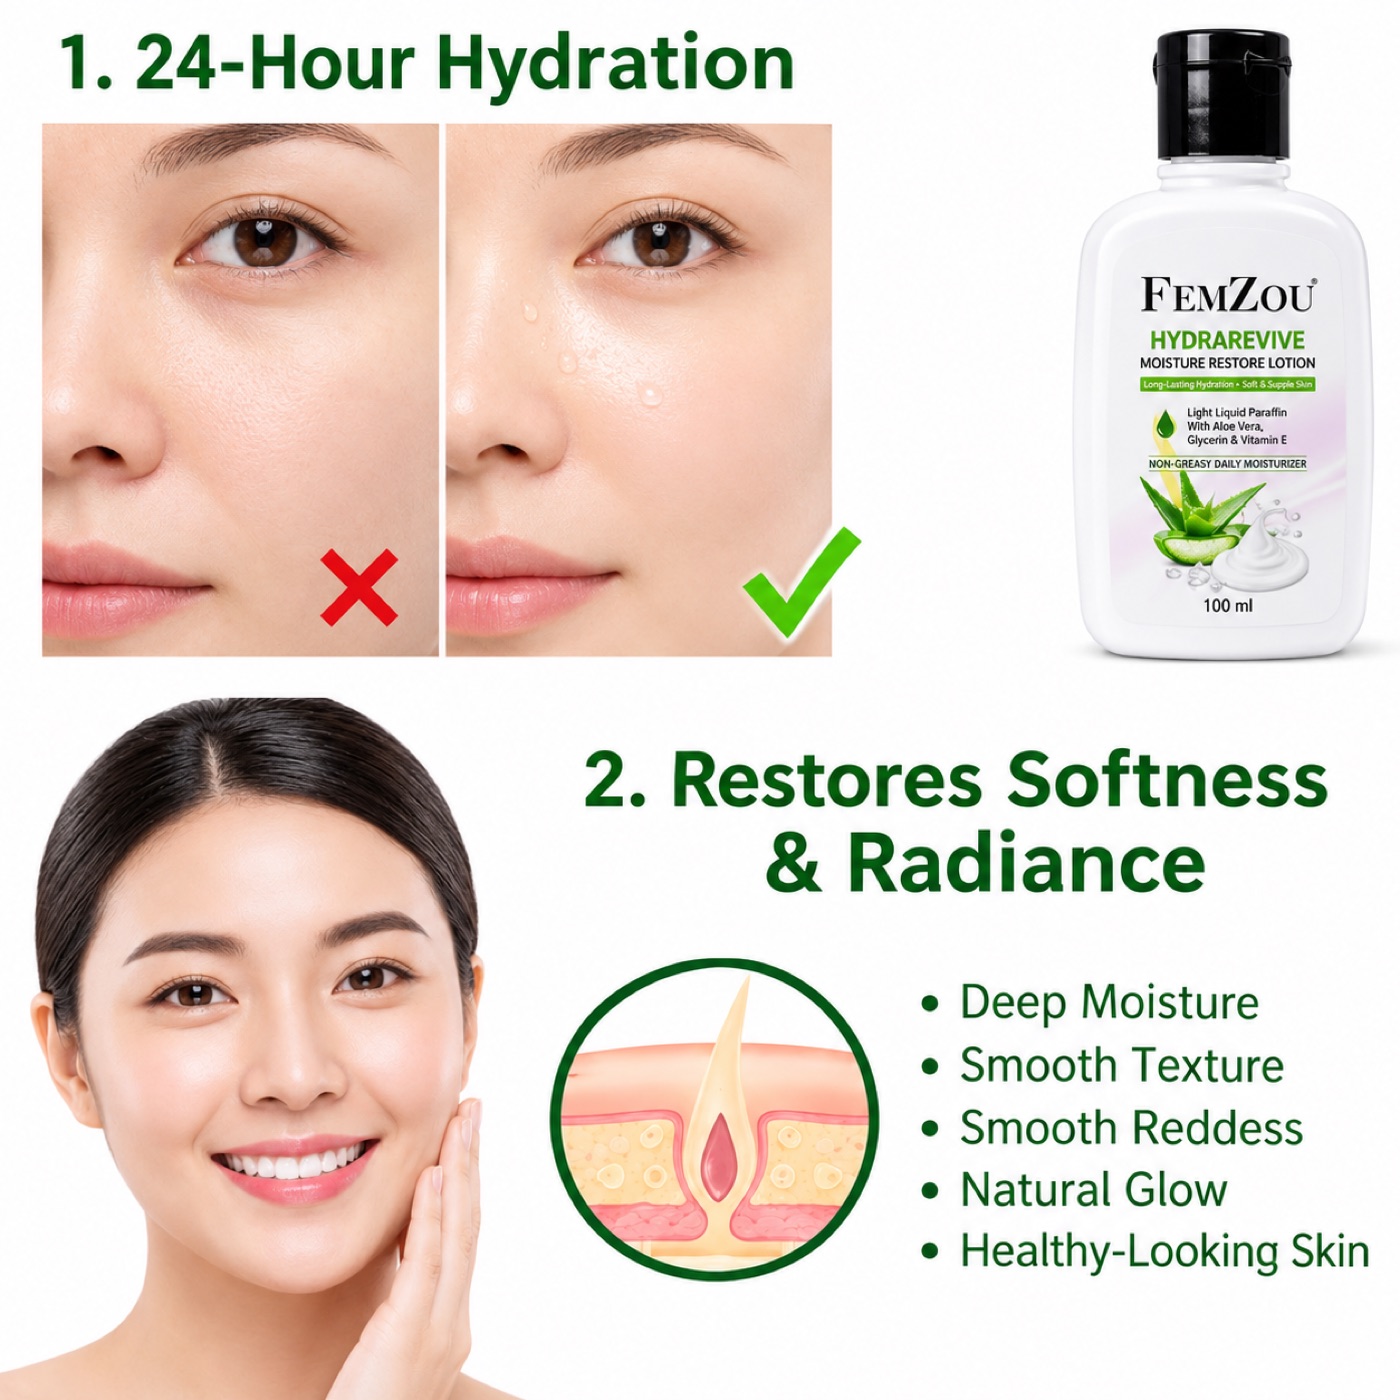 1. 24-Hour Hydration
FEMZOU®
HYDRAREVIVE
MOISTURE RESTORE LOTION
Long-Lasting Hydration • Soft & Supple Skin
Light Liquid Paraffin
With Aloe Vera,
Glycerin & Vitamin E
NON-GREASY DAILY MOISTURIZER
100 ml
2. Restores Softness
& Radiance
• Deep Moisture
• Smooth Texture
• Smooth Reddess
• Natural Glow
• Healthy-Looking Skin